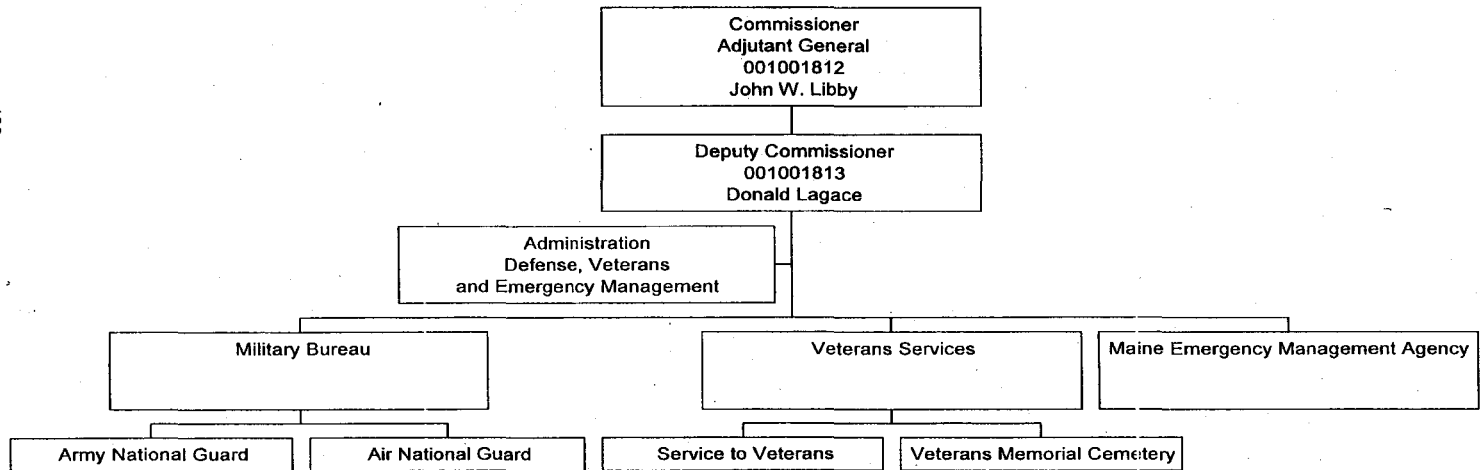 Commissioner
Adjutant General
001001812
John W. Libby
Deputy Commissioner
001001813
Donald Lagace
Administration
Defense, Veterans
and Emergency Management
Military Bureau
Veterans Services
Maine Emergency Management Agency
Army National Guard
Air National Guard
Service to Veterans
Veterans Memorial Cemetery